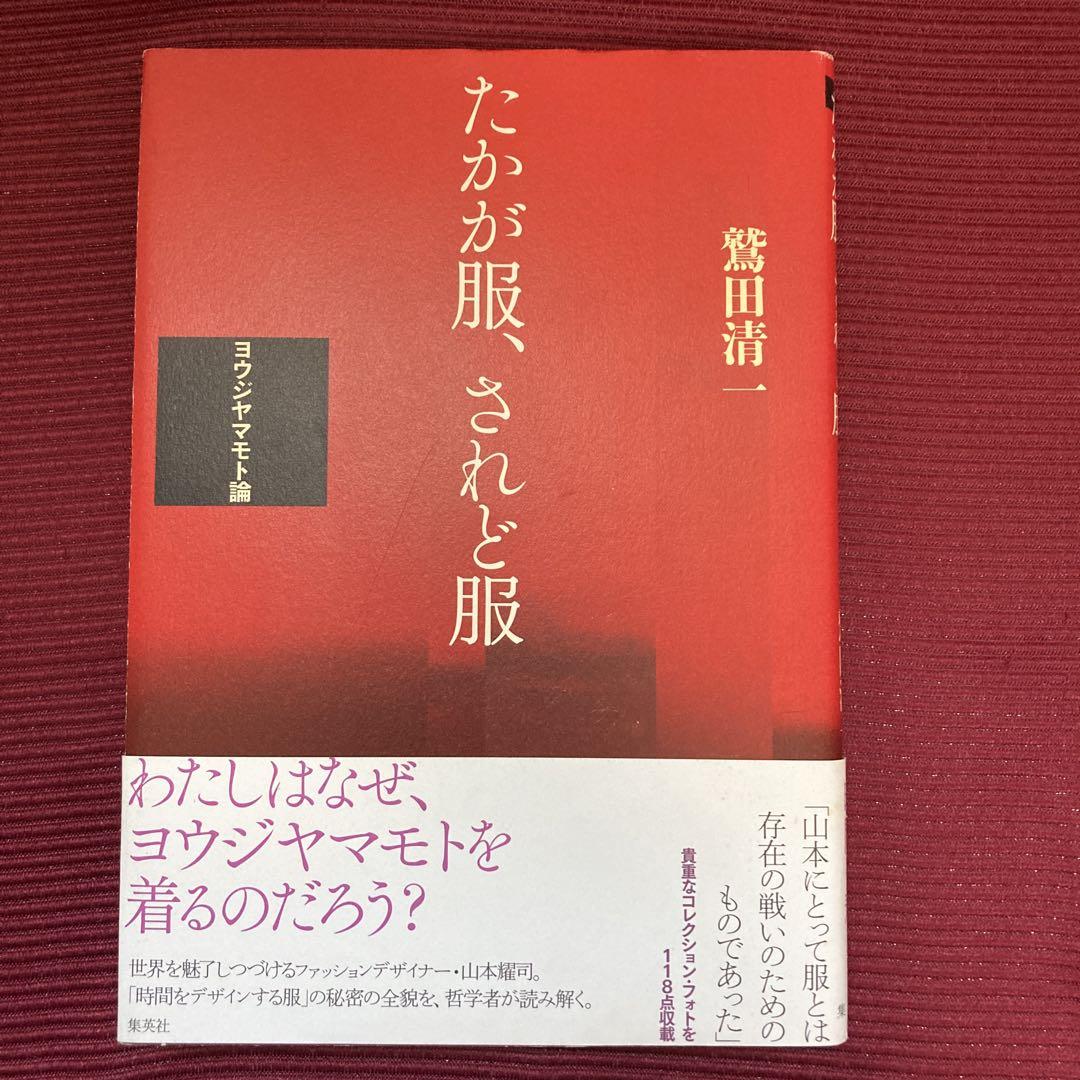 鷲田清一
たかが服、されど服
ヨウジヤマモト論
わたしはなぜ、
ヨウジヤマモトを
着るのだろう?
世界を魅了しつづけるファッションデザイナー・山本耀司。
「時間をデザインする服」の秘密の全貌を、哲学者が読み解く。
集英社
「山本にとって服とは
存在の戦いのための
ものであった」
貴重なコレクション・フォトを
118点収載